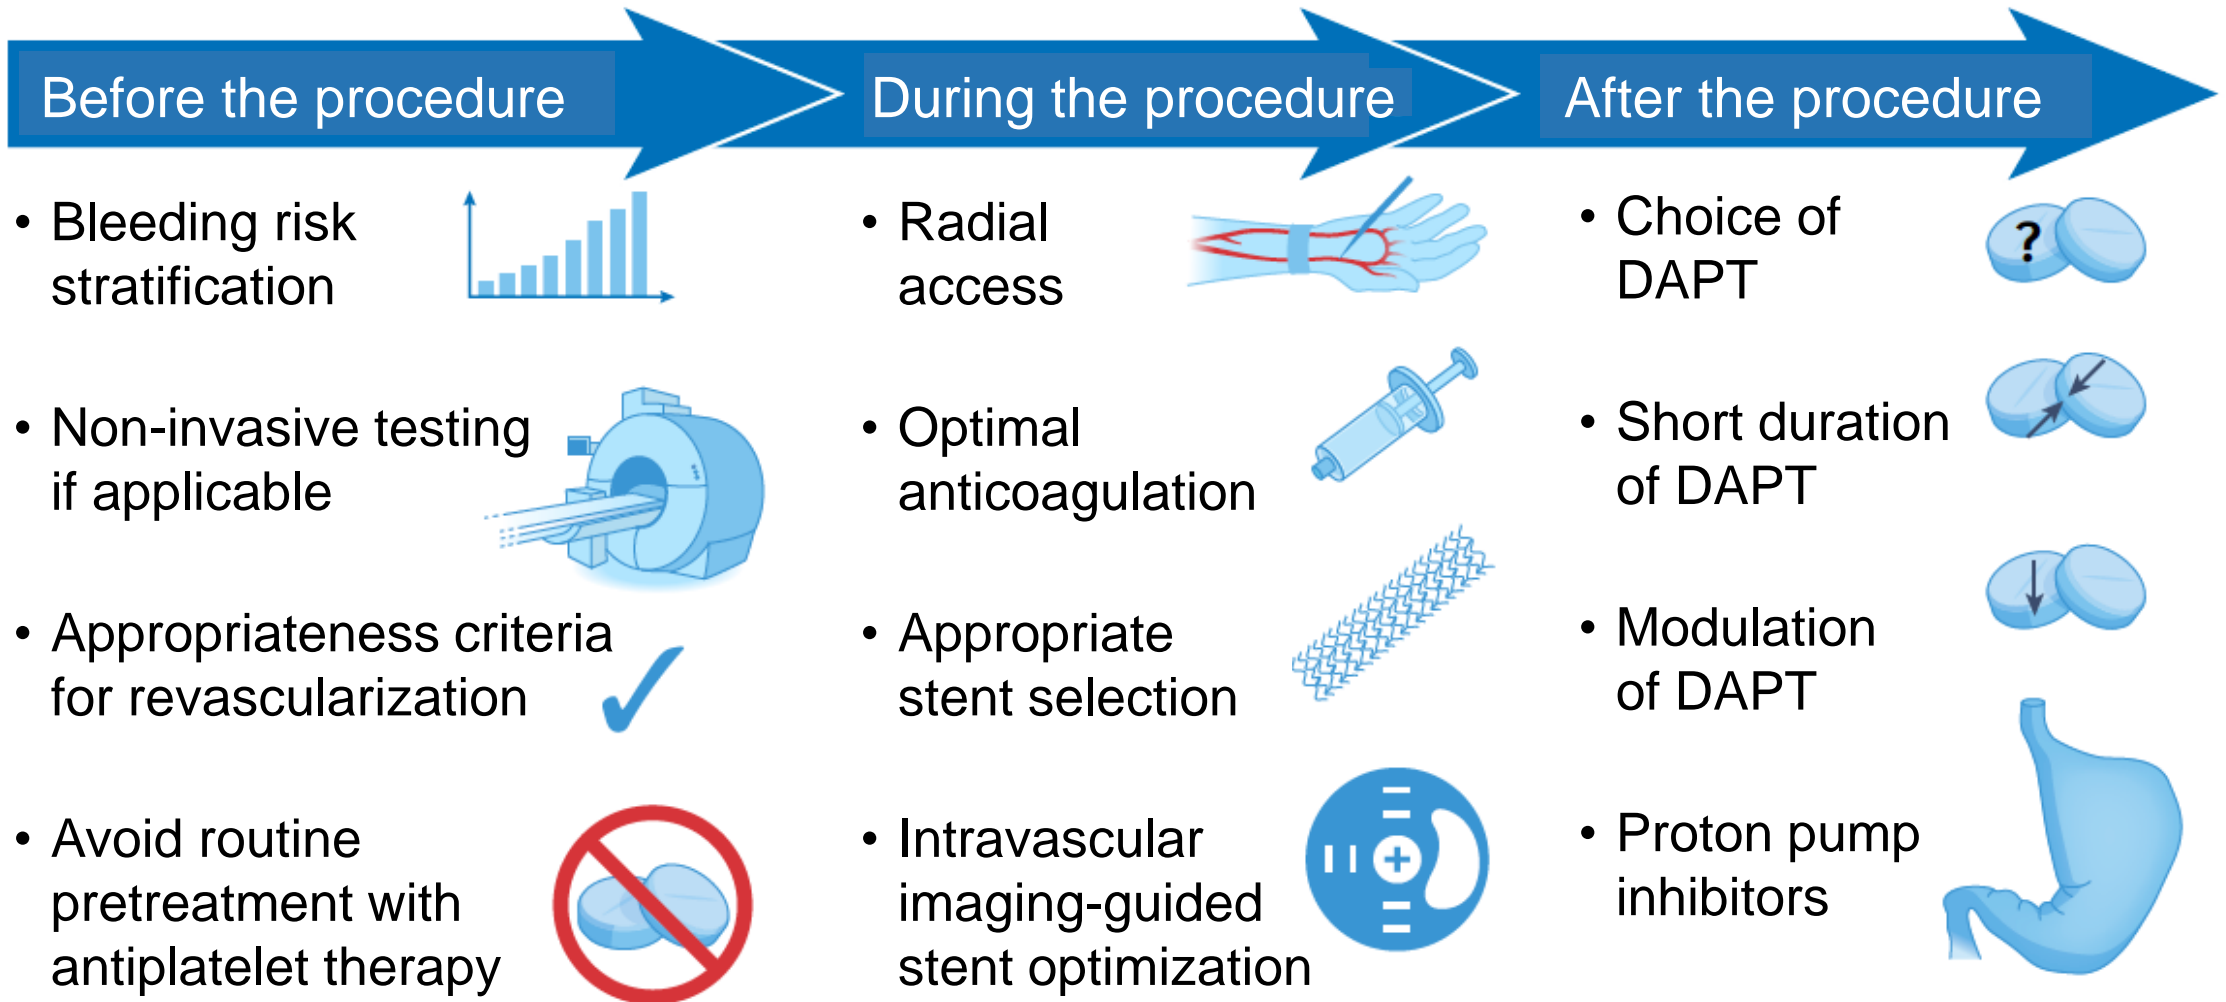 Before the procedure
During the procedure
After the procedure
• Bleeding risk
stratification
• Non-invasive testing
if applicable
• Appropriateness criteria
for revascularization
• Avoid routine
pretreatment with
antiplatelet therapy
• Radial
access
• Optimal
anticoagulation
• Appropriate
stent selection
• Intravascular
imaging-guided
stent optimization
• Choice of
DAPT
?
• Short duration
of DAPT
• Modulation
of DAPT
• Proton pump
inhibitors